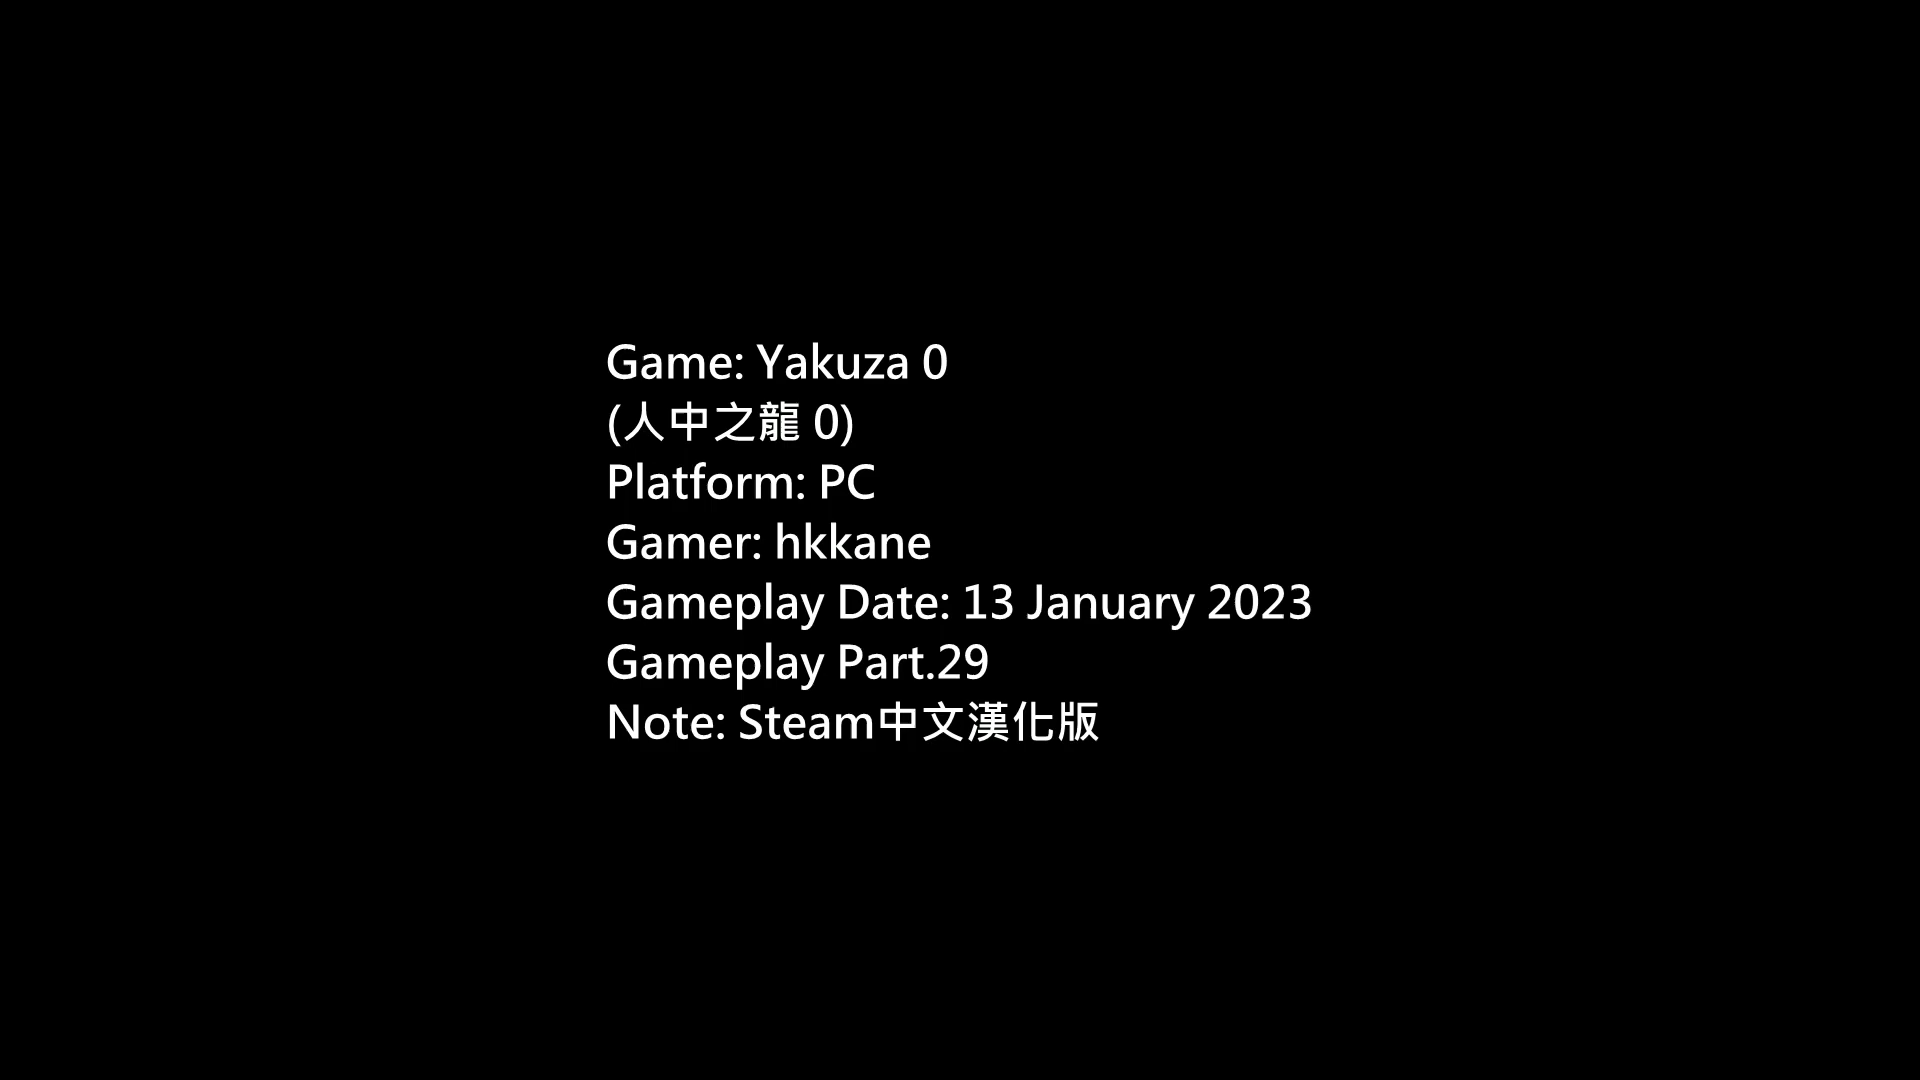 Game: Yakuza 0
(人中之龍 0)
Platform: PC
Gamer: hkkane
Gameplay Date: 13 January 2023
Gameplay Part.29
Note: Steam中文漢化版